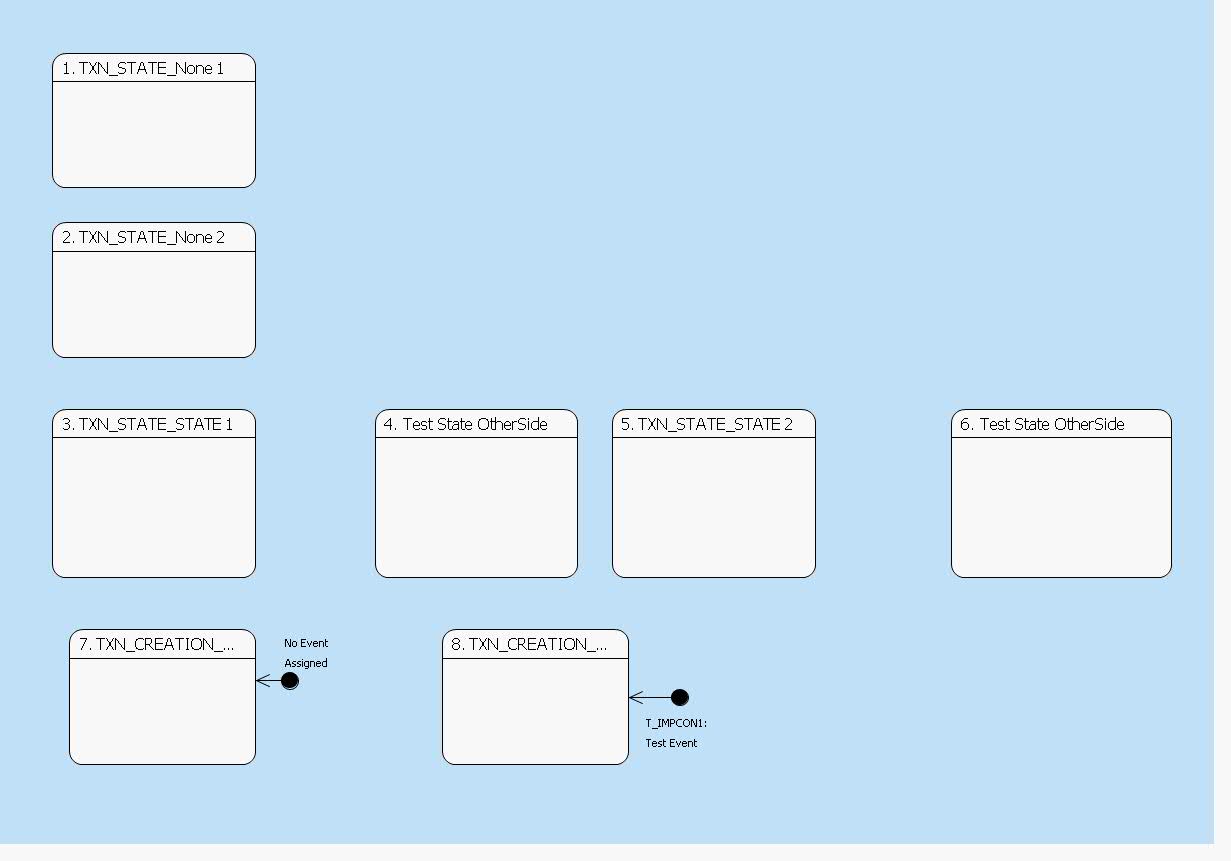 1. TXN_STATE_None 1
2. TXN_STATE_None 2
3. TXN_STATE_STATE 1
4. Test State OtherSide
5. TXN_STATE_STATE 2
6. Test State OtherSide
7. TXN_CREATION_...
No Event
Assigned
8. TXN_CREATION_...
T_IMPCON1:
Test Event